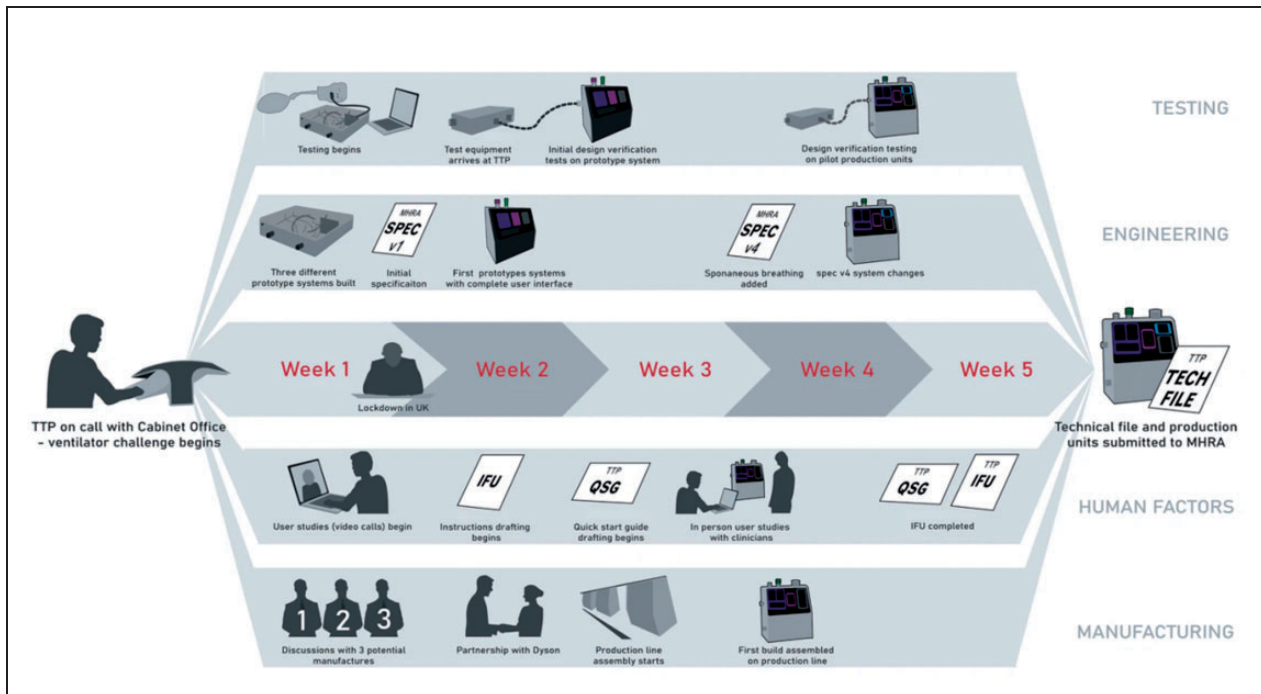 TESTING
Testing begins
Test equipment
arrives at TTP
Initial design verification
tests on prototype system
Design verification testing
on pilot production units
ENGINEERING
Three different
prototype systems built
MHRA
SPEC
v1
Initial
specificaiton
First prototypes systems
with complete user interface
MHRA
SPEC
v4
Sponaneous breathing
added
spec v4 system changes
TTP on call with Cabinet Office
- ventilator challenge begins
Week 1
Lockdown in UK
Week 2
Week 3
Week 4
Week 5
TTP
TECH
FILE
Technical file and production
units submitted to MHRA
HUMAN FACTORS
User studies (video calls) begin
IFU
Instructions drafting
begins
TTP
QSG
Quick start guide
drafting begins
In person user studies
with clinicians
TTP
QSG
TTP
IFU
IFU completed
MANUFACTURING
1
2
3
Discussions with 3 potential
manufactures
Partnership with Dyson
Production line
assembly starts
First build assembled
on production line